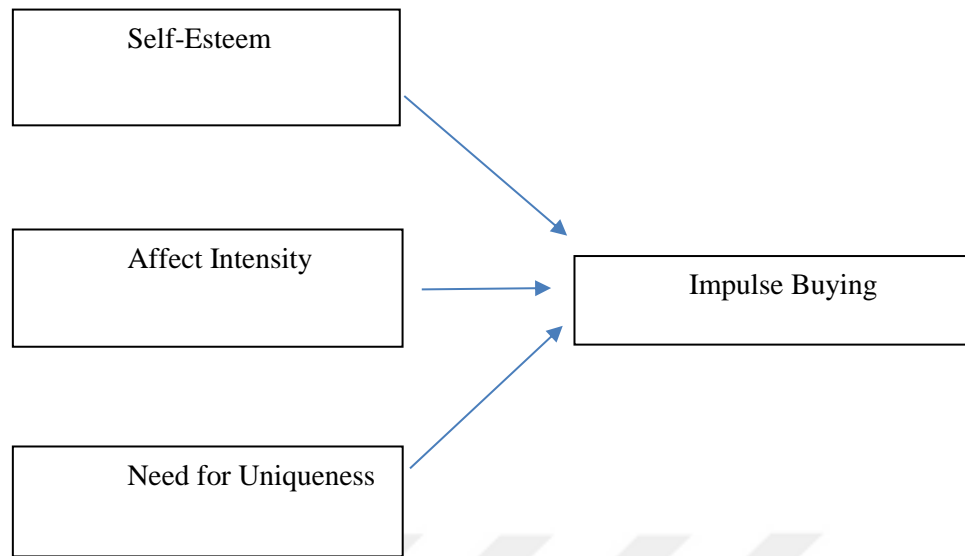 Self-Esteem
Affect Intensity
Impulse Buying
Need for Uniqueness